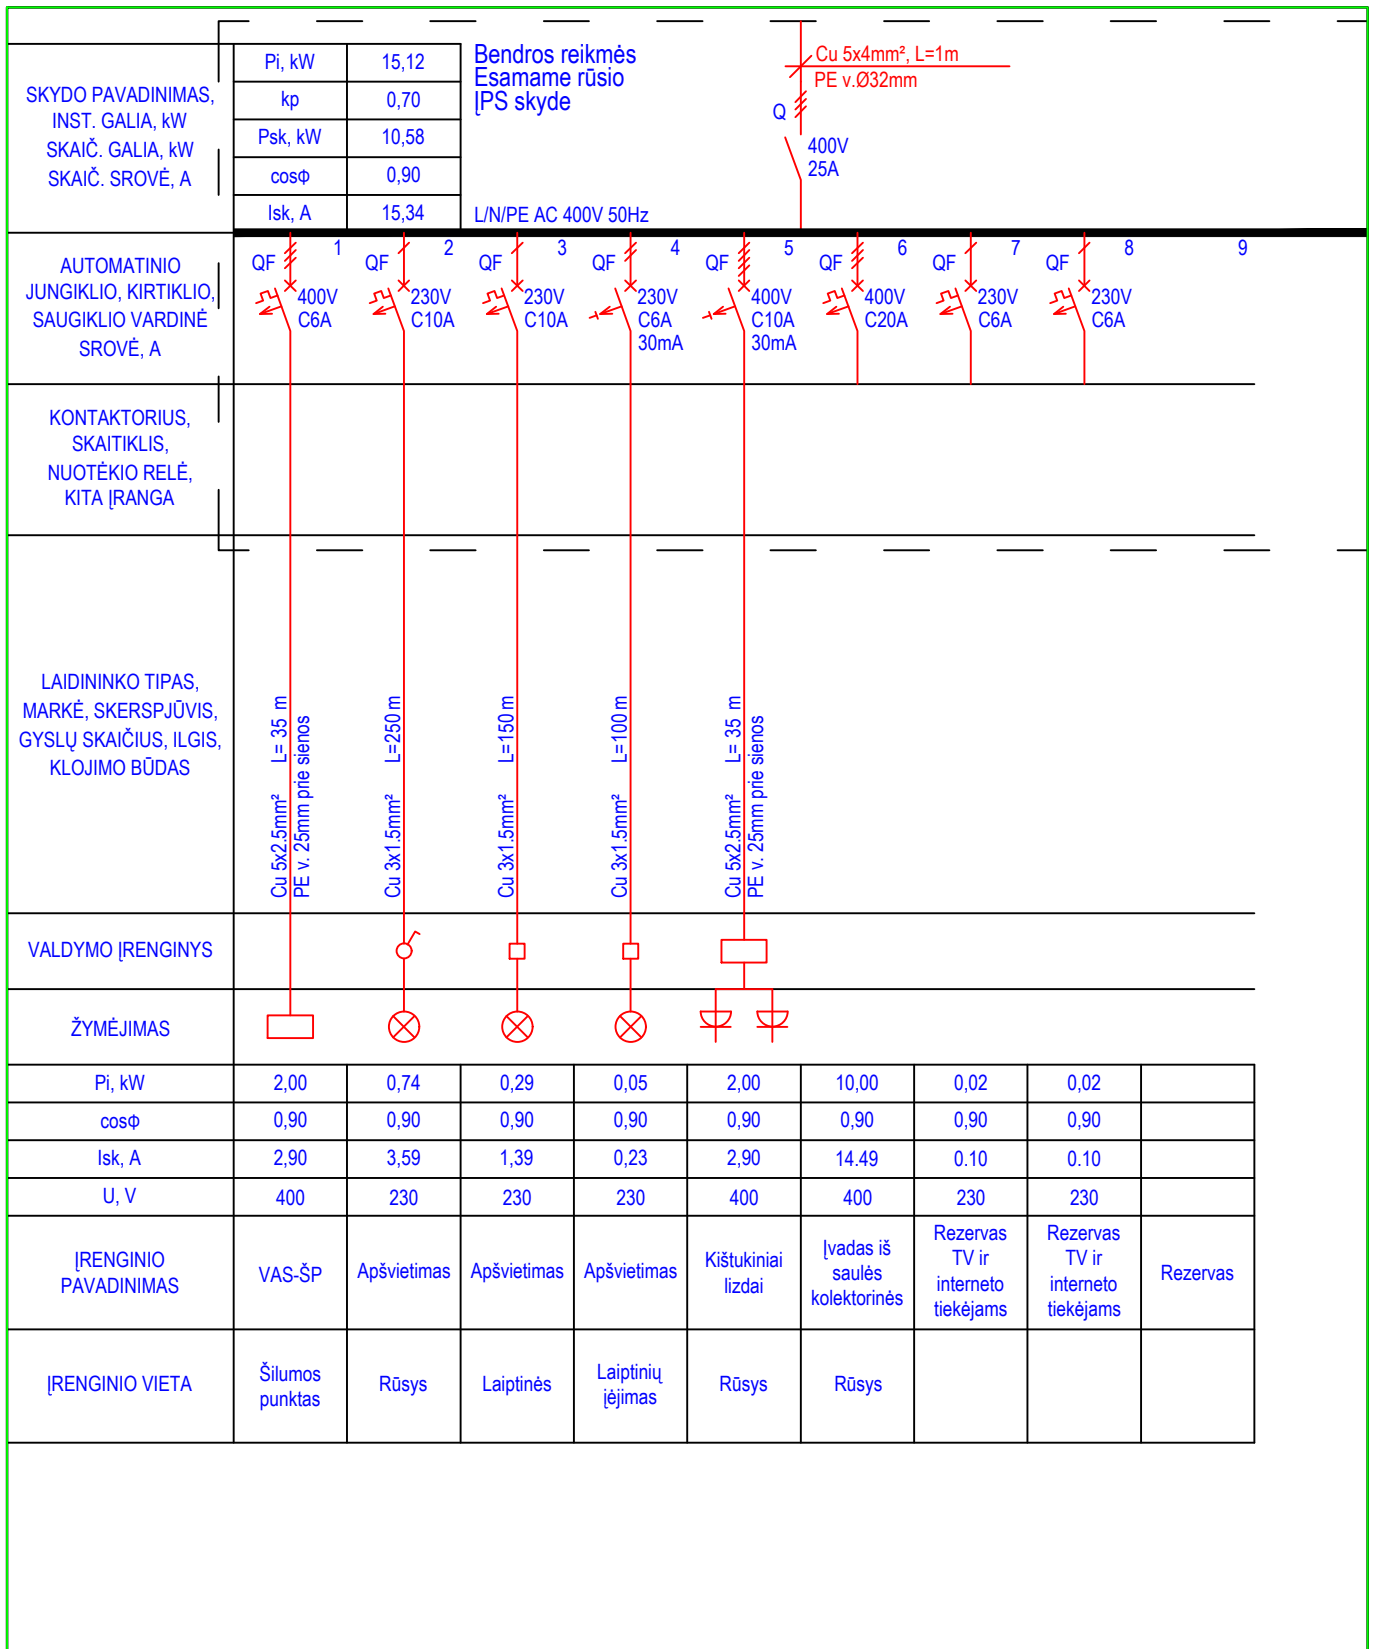 SKYDO PAVADINIMAS,
INST. GALIA, kW
SKAIČ. GALIA, kW
SKAIČ. SROVĖ, A
Pi, kW 15,12
kp 0,70
Psk, kW 10,58
cosΦ 0,90
Isk, A 15,34
Bendros reikmės
Esamame rūsio
ĮPS skyde
L/N/PE AC 400V 50Hz
Cu 5x4mm², L=1m
PE v.Ø32mm
Q
400V
25A
AUTOMATINIO
JUNGIKLIO, KIRTIKLIO,
SAUGIKLIO VARDINĖ
SROVĖ, A
1 2 3 4 5 6 7 8 9
QF QF QF QF QF QF QF QF
400V 230V 230V 230V 400V 400V 230V 230V
C6A C10A C10A C6A C10A C20A C6A C6A
30mA 30mA
KONTAKTORIUS,
SKAITIKLIS,
NUOTĖKIO RELĖ,
KITA ĮRANGA
LAIDININKO TIPAS,
MARKĖ, SKERSPJŪVIS,
GYSLŲ SKAIČIUS, ILGIS,
KLOJIMO BŪDAS
Cu 5x2.5mm² L= 35 m
PE v. 25mm prie sienos
Cu 3x1.5mm² L=250 m
Cu 3x1.5mm² L=150 m
Cu 3x1.5mm² L=100 m
Cu 5x2.5mm² L= 35 m
PE v. 25mm prie sienos
VALDYMO ĮRENGINYS
ŽYMĖJIMAS
Pi, kW 2,00 0,74 0,29 0,05 2,00 10,00 0,02 0,02
cosΦ 0,90 0,90 0,90 0,90 0,90 0,90 0,90 0,90
Isk, A 2,90 3,59 1,39 0,23 2,90 14.49 0.10 0.10
U, V 400 230 230 230 400 400 230 230
ĮRENGINIO
PAVADINIMAS
VAS-ŠP
Apšvietimas
Apšvietimas
Apšvietimas
Kištukiniai
lizdai
Įvadas iš
saulės
kolektorinės
Rezervas
TV ir
interneto
tiekėjams
Rezervas
TV ir
interneto
tiekėjams
Rezervas
ĮRENGINIO VIETA
Šilumos
punktas
Rūsys
Laiptinės
Laiptinių
įėjimas
Rūsys
Rūsys